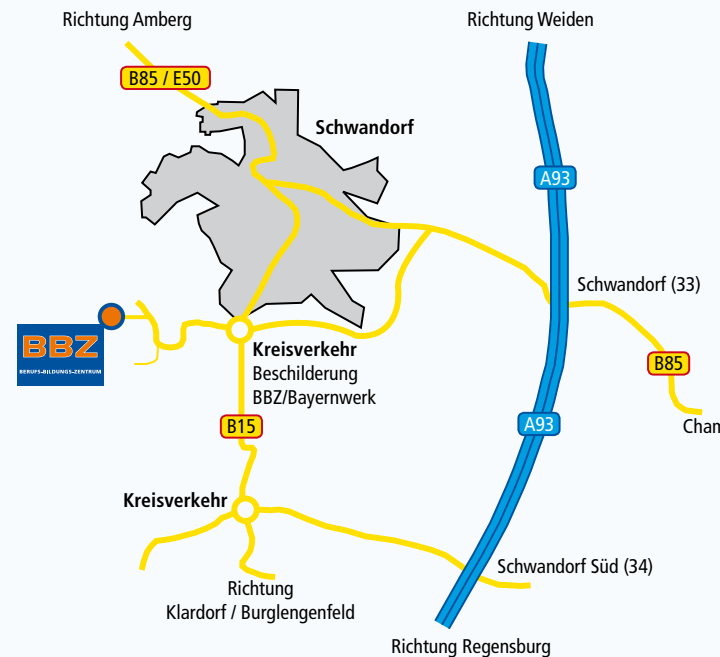 Richtung Amberg
Richtung Weiden
B85 / E50
Schwandorf
A93
Schwandorf (33)
BBZ
BERUFS-BILDUNGS-ZENTRUM
Kreisverkehr
Beschilderung
BBZ/Bayernwerk
B85
Cham
B15
A93
Kreisverkehr
Schwandorf Süd (34)
Richtung
Klardorf / Burglengenfeld
Richtung Regensburg